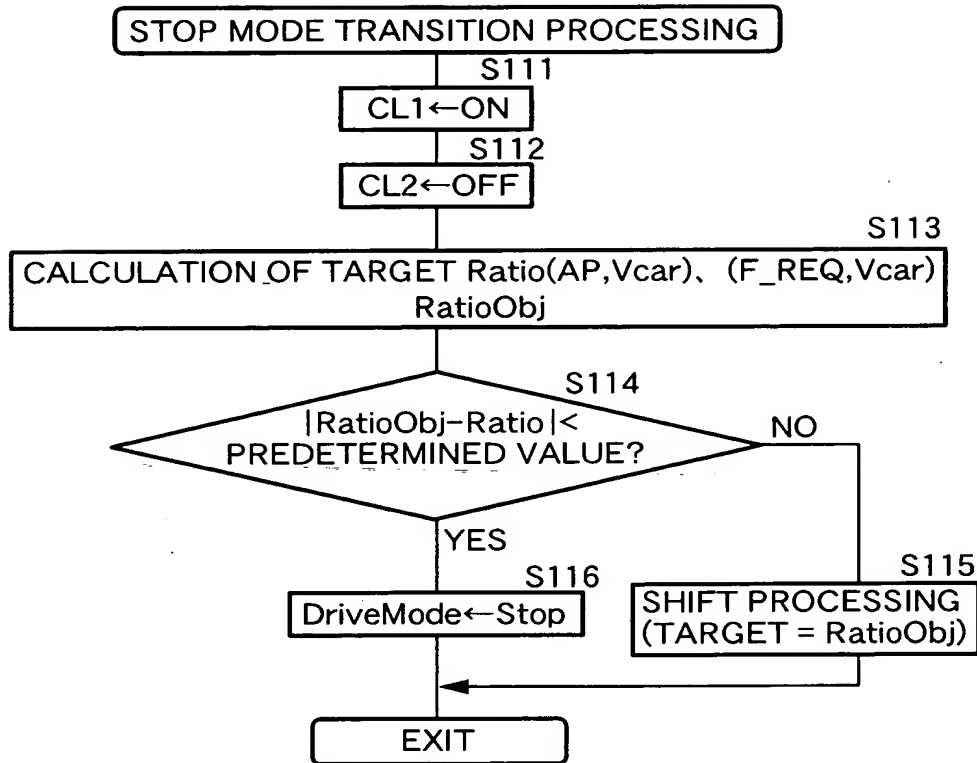 STOP MODE TRANSITION PROCESSING
S111
CL1←ON
S112
CL2←OFF
S113
CALCULATION OF TARGET Ratio(AP,Vcar)、(F_REQ,Vcar)
RatioObj
S114
|RatioObj-Ratio|<
PREDETERMINED VALUE?
NO
YES
S115
SHIFT PROCESSING
(TARGET = RatioObj)
S116
DriveMode←Stop
EXIT